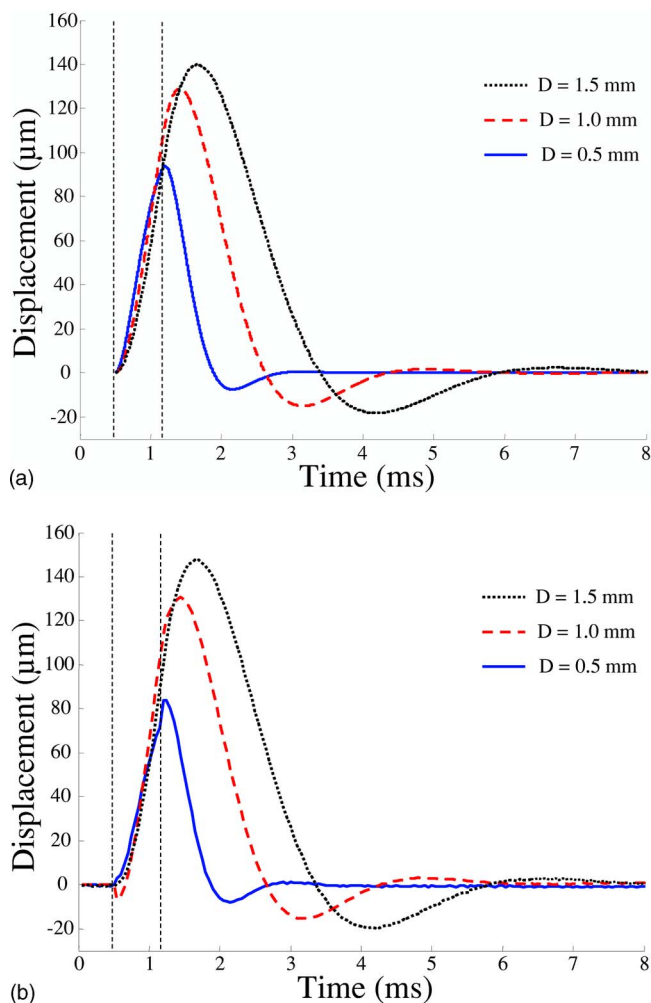 160
140
120
100
80
60
40
20
0
-20
Displacement (µm)
D = 1.5 mm
D = 1.0 mm
D = 0.5 mm
0 1 2 3 4 5 6 7 8
Time (ms)
(a)
160
140
120
100
80
60
40
20
0
-20
Displacement (µm)
D = 1.5 mm
D = 1.0 mm
D = 0.5 mm
0 1 2 3 4 5 6 7 8
Time (ms)
(b)